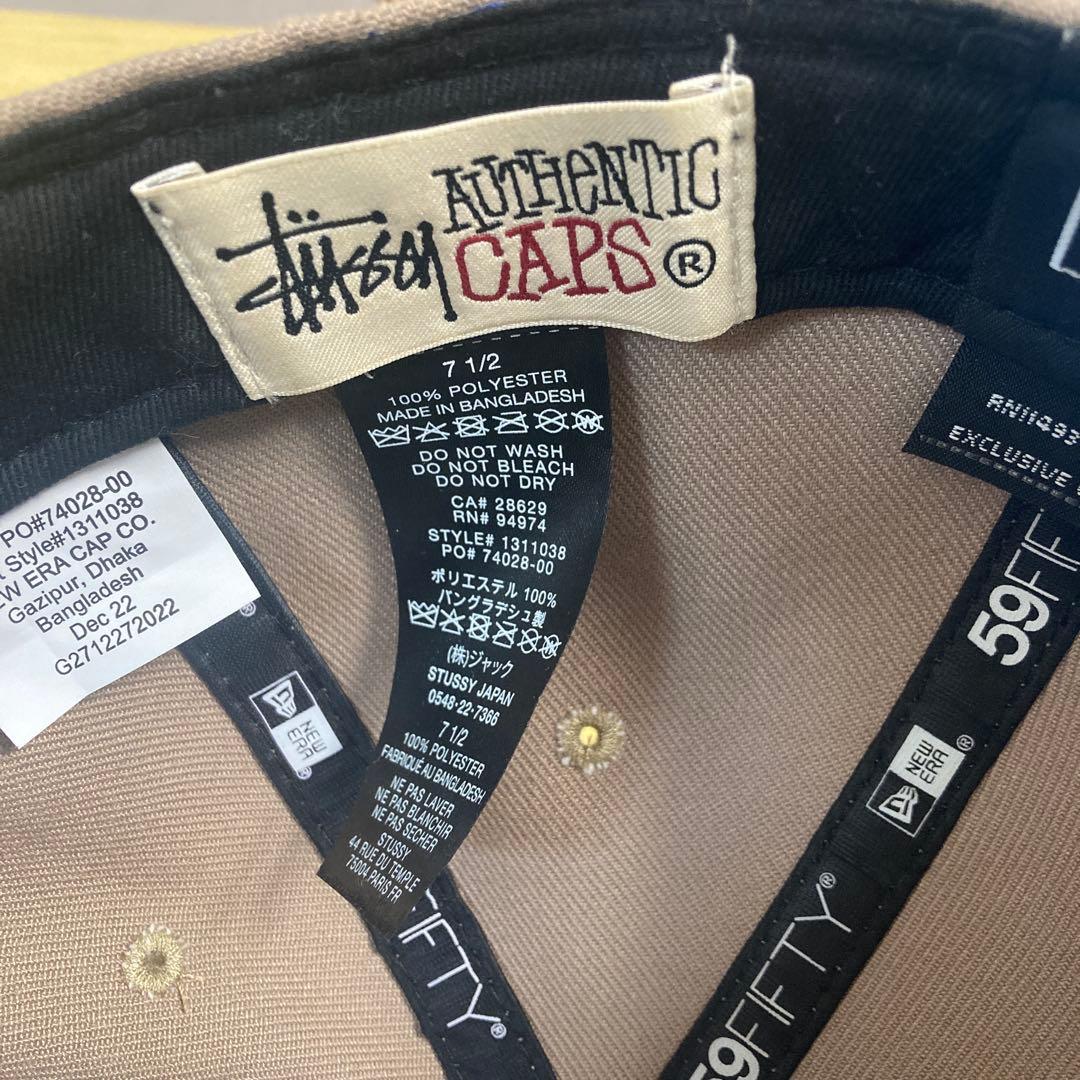 Stüssy AUTHENTIC
CAPS ®
7 1/2
100% POLYESTER
MADE IN BANGLADESH
DO NOT WASH
DO NOT BLEACH
DO NOT DRY
CA# 28629
RN# 94974
STYLE# 1311038
PO# 74028-00
ポリエステル 100%
バングラデシュ製
(株)ジャック
STUSSY JAPAN
0548-22-7366
7 1/2
100% POLYESTER
FABRIQUÉ AU BANGLADESH
NE PAS LAVER
NE PAS BLANCHIR
NE PAS SECHER
STUSSY
44 RUE DU TEMPLE
75004 PARIS FR
PO#74028-00
Style#1311038
ERA CAP CO.
Gazipur, Dhaka
Bangladesh
Dec 22
G2712272022
®
NEW
ERA
FIFTY®
RN11493
EXCLUSIVE
59FIF
NEW
ERA®
59FIFTY®